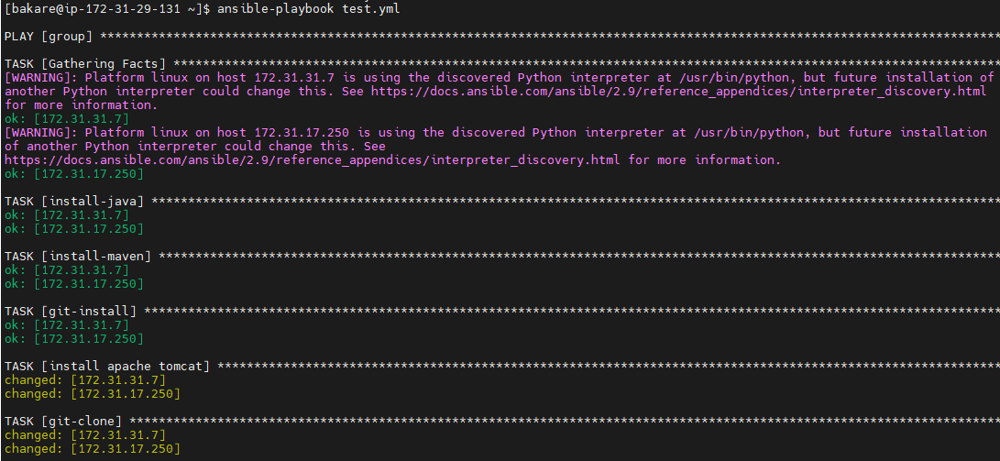 [bakare@ip-172-31-29-131 ~]$ ansible-playbook test.yml
PLAY [group] ***************************************************************************************************************************
TASK [Gathering Facts] *****************************************************************************************************************
[WARNING]: Platform linux on host 172.31.31.7 is using the discovered Python interpreter at /usr/bin/python, but future installation of
another Python interpreter could change this. See https://docs.ansible.com/ansible/2.9/reference_appendices/interpreter_discovery.html
for more information.
ok: [172.31.31.7]
[WARNING]: Platform linux on host 172.31.17.250 is using the discovered Python interpreter at /usr/bin/python, but future installation
of another Python interpreter could change this. See
https://docs.ansible.com/ansible/2.9/reference_appendices/interpreter_discovery.html for more information.
ok: [172.31.17.250]
TASK [install-java] ********************************************************************************************************************
ok: [172.31.31.7]
ok: [172.31.17.250]
TASK [install-maven] *******************************************************************************************************************
ok: [172.31.31.7]
ok: [172.31.17.250]
TASK [git-install] *********************************************************************************************************************
ok: [172.31.31.7]
ok: [172.31.17.250]
TASK [install apache tomcat] ***********************************************************************************************************
changed: [172.31.31.7]
changed: [172.31.17.250]
TASK [git-clone] ***********************************************************************************************************************
changed: [172.31.31.7]
changed: [172.31.17.250]